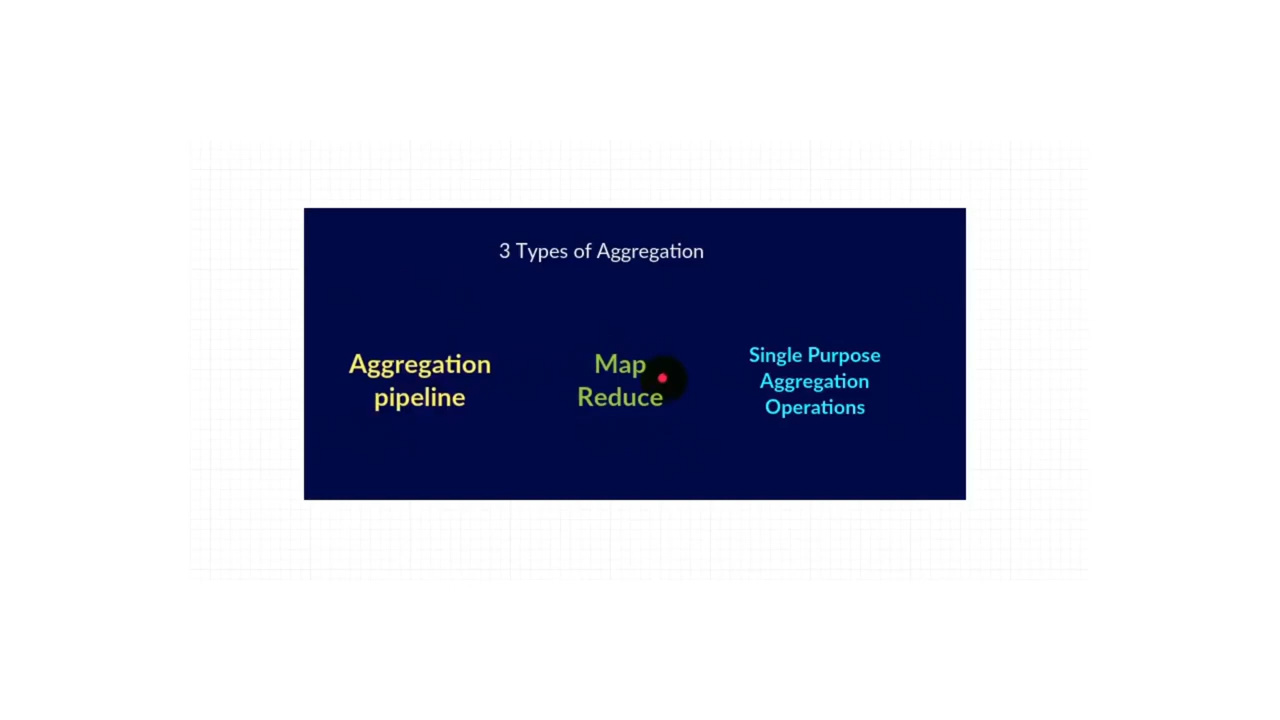 3 Types of Aggregation
Aggregation
pipeline
Map
Reduce
Single Purpose
Aggregation
Operations